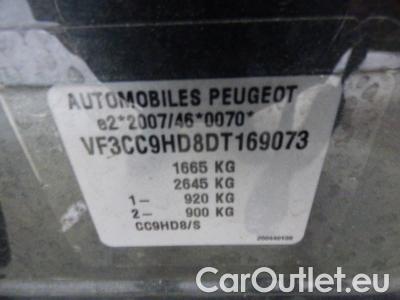 AUTOMOBILES PEUGEOT
e2*2007/46*0070*
VF3CC9HD8DT169073
1665 KG
2645 KG
1- 920 KG
2- 900 KG
CC9HD8/S
CarOutlet.eu